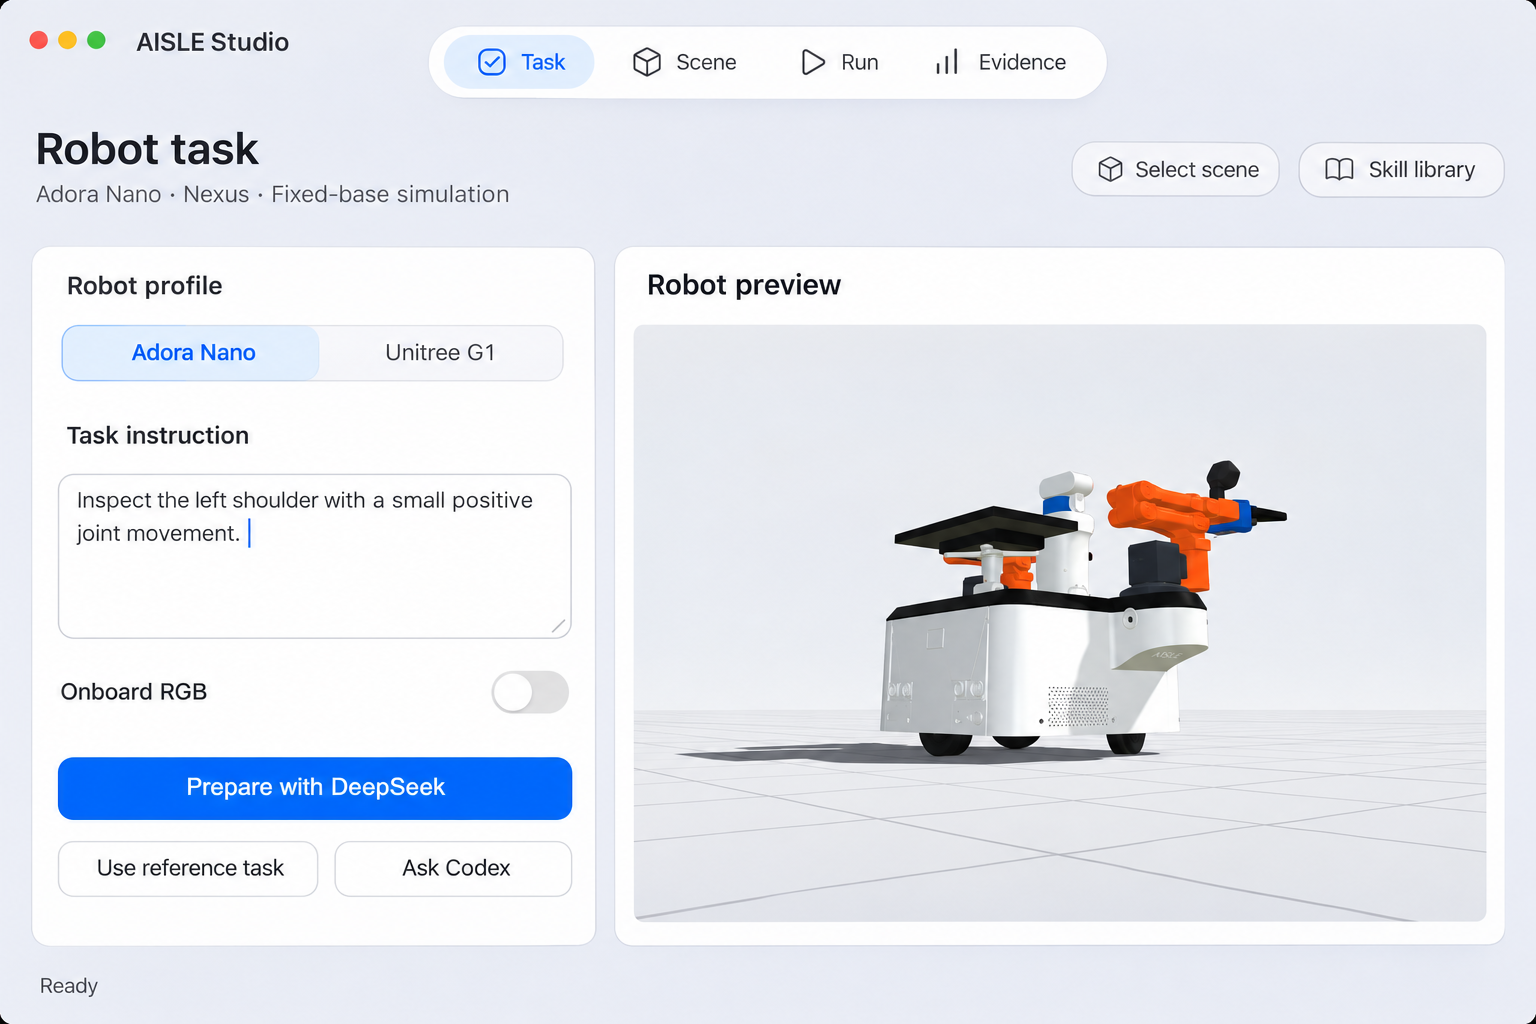 AISLE Studio
Task
Scene
Run
Evidence
Robot task
Adora Nano · Nexus · Fixed-base simulation
Select scene
Skill library
Robot profile
Adora Nano
Unitree G1
Task instruction
Inspect the left shoulder with a small positive
joint movement.
Onboard RGB
Prepare with DeepSeek
Use reference task
Ask Codex
Robot preview
AISLE
Ready